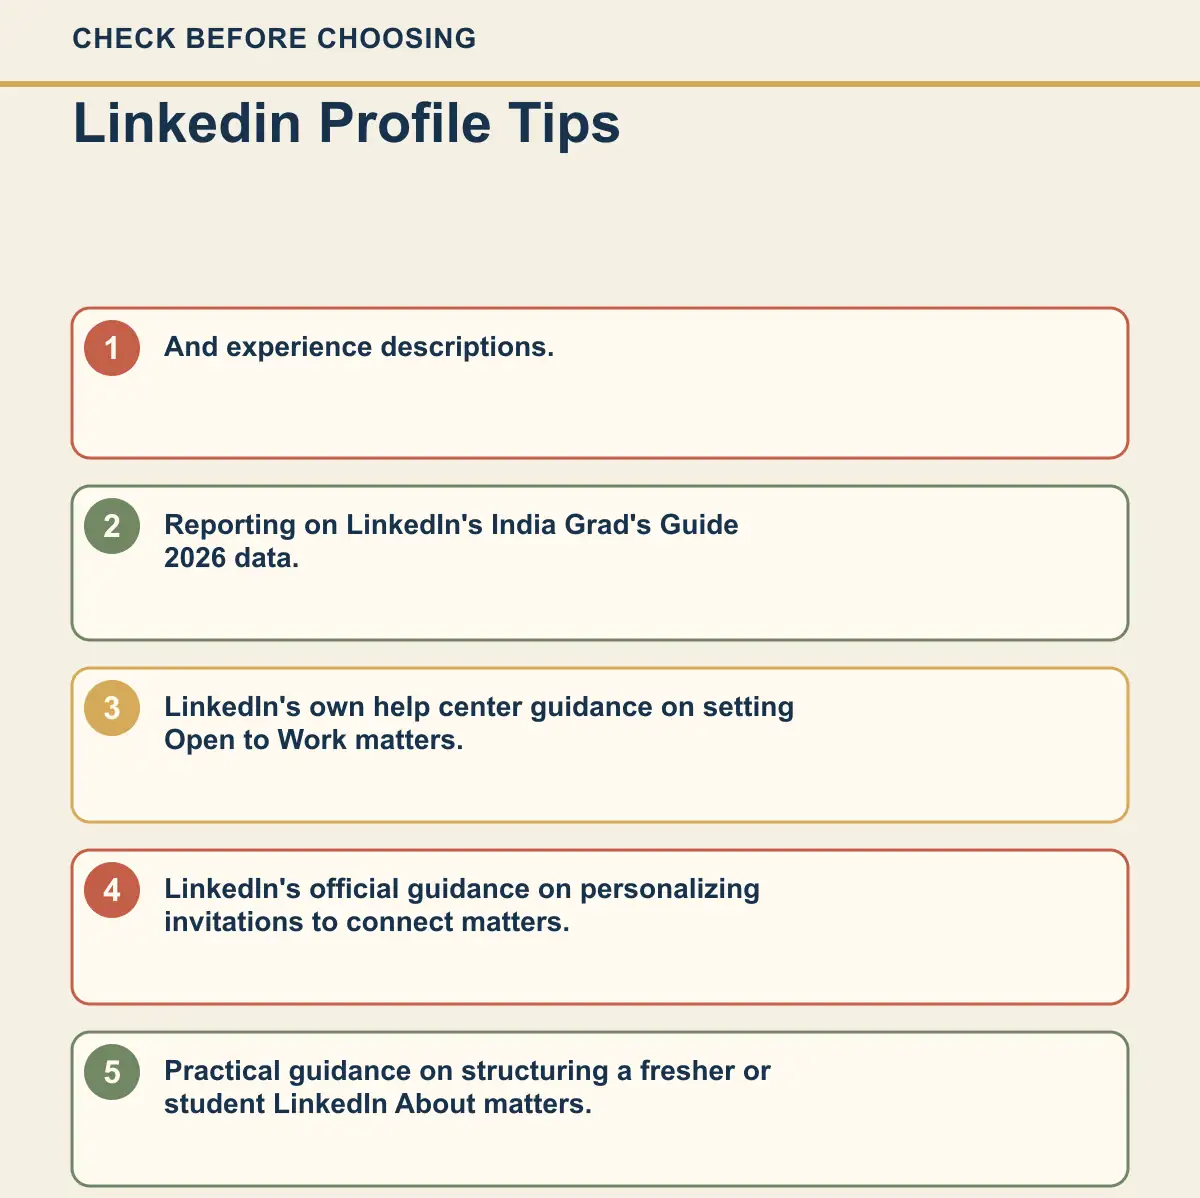 CHECK BEFORE CHOOSING
Linkedin Profile Tips
1
And experience descriptions.
2
Reporting on LinkedIn's India Grad's Guide
2026 data.
3
LinkedIn's own help center guidance on setting
Open to Work matters.
4
LinkedIn's official guidance on personalizing
invitations to connect matters.
5
Practical guidance on structuring a fresher or
student LinkedIn About matters.